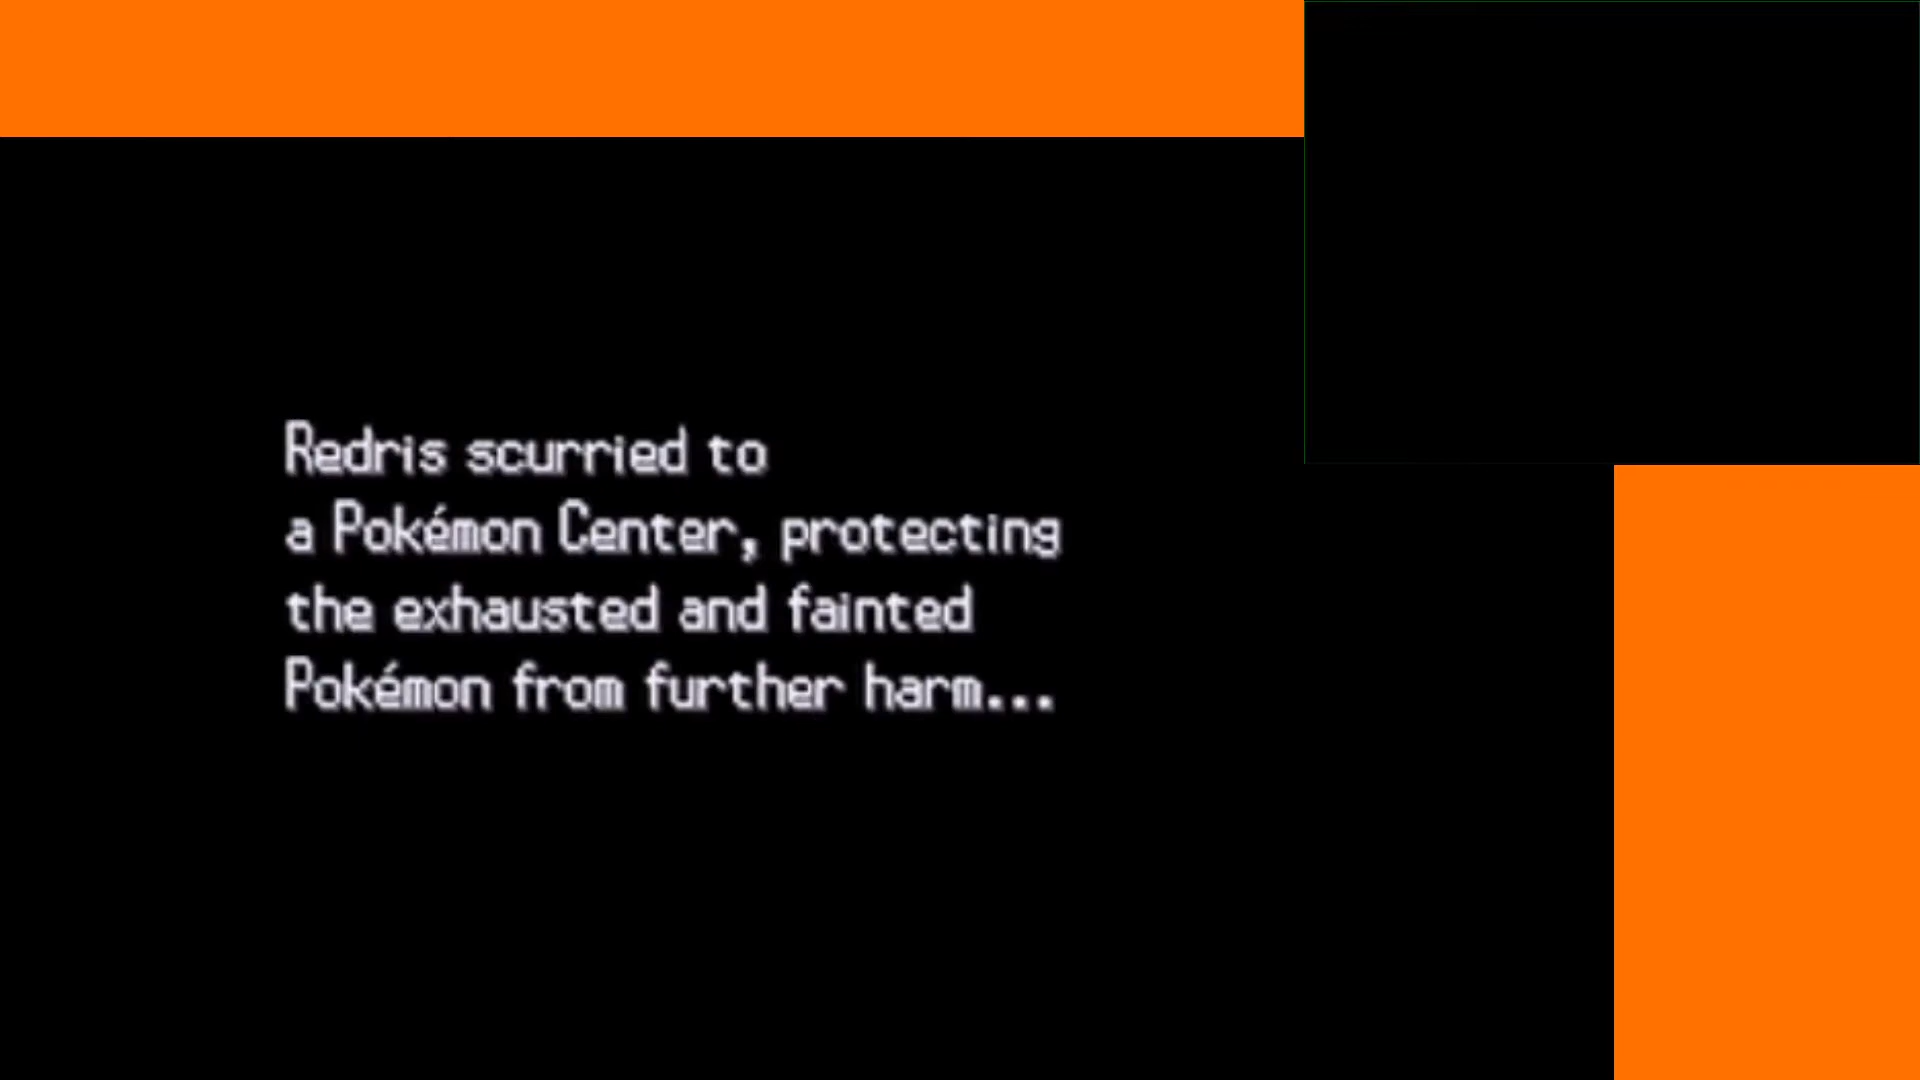 Redris scurried to
a Pokémon Center, protecting
the exhausted and fainted
Pokémon from further harm...